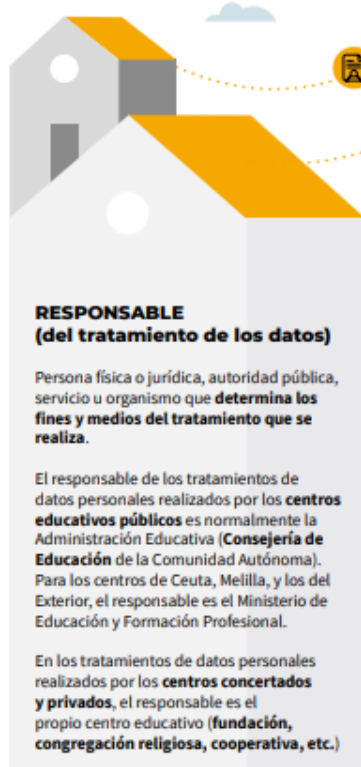 RESPONSABLE
(del tratamiento de los datos)
Persona física o jurídica, autoridad pública,
servicio u organismo que determina los
fines y medios del tratamiento que se
realiza.
El responsable de los tratamientos de
datos personales realizados por los centros
educativos públicos es normalmente la
Administración Educativa (Consejería de
Educación de la Comunidad Autónoma).
Para los centros de Ceuta, Melilla, y los del
Exterior, el responsable es el Ministerio de
Educación y Formación Profesional.
En los tratamientos de datos personales
realizados por los centros concertados
y privados, el responsable es el
propio centro educativo (fundación,
congregación religiosa, cooperativa, etc.)